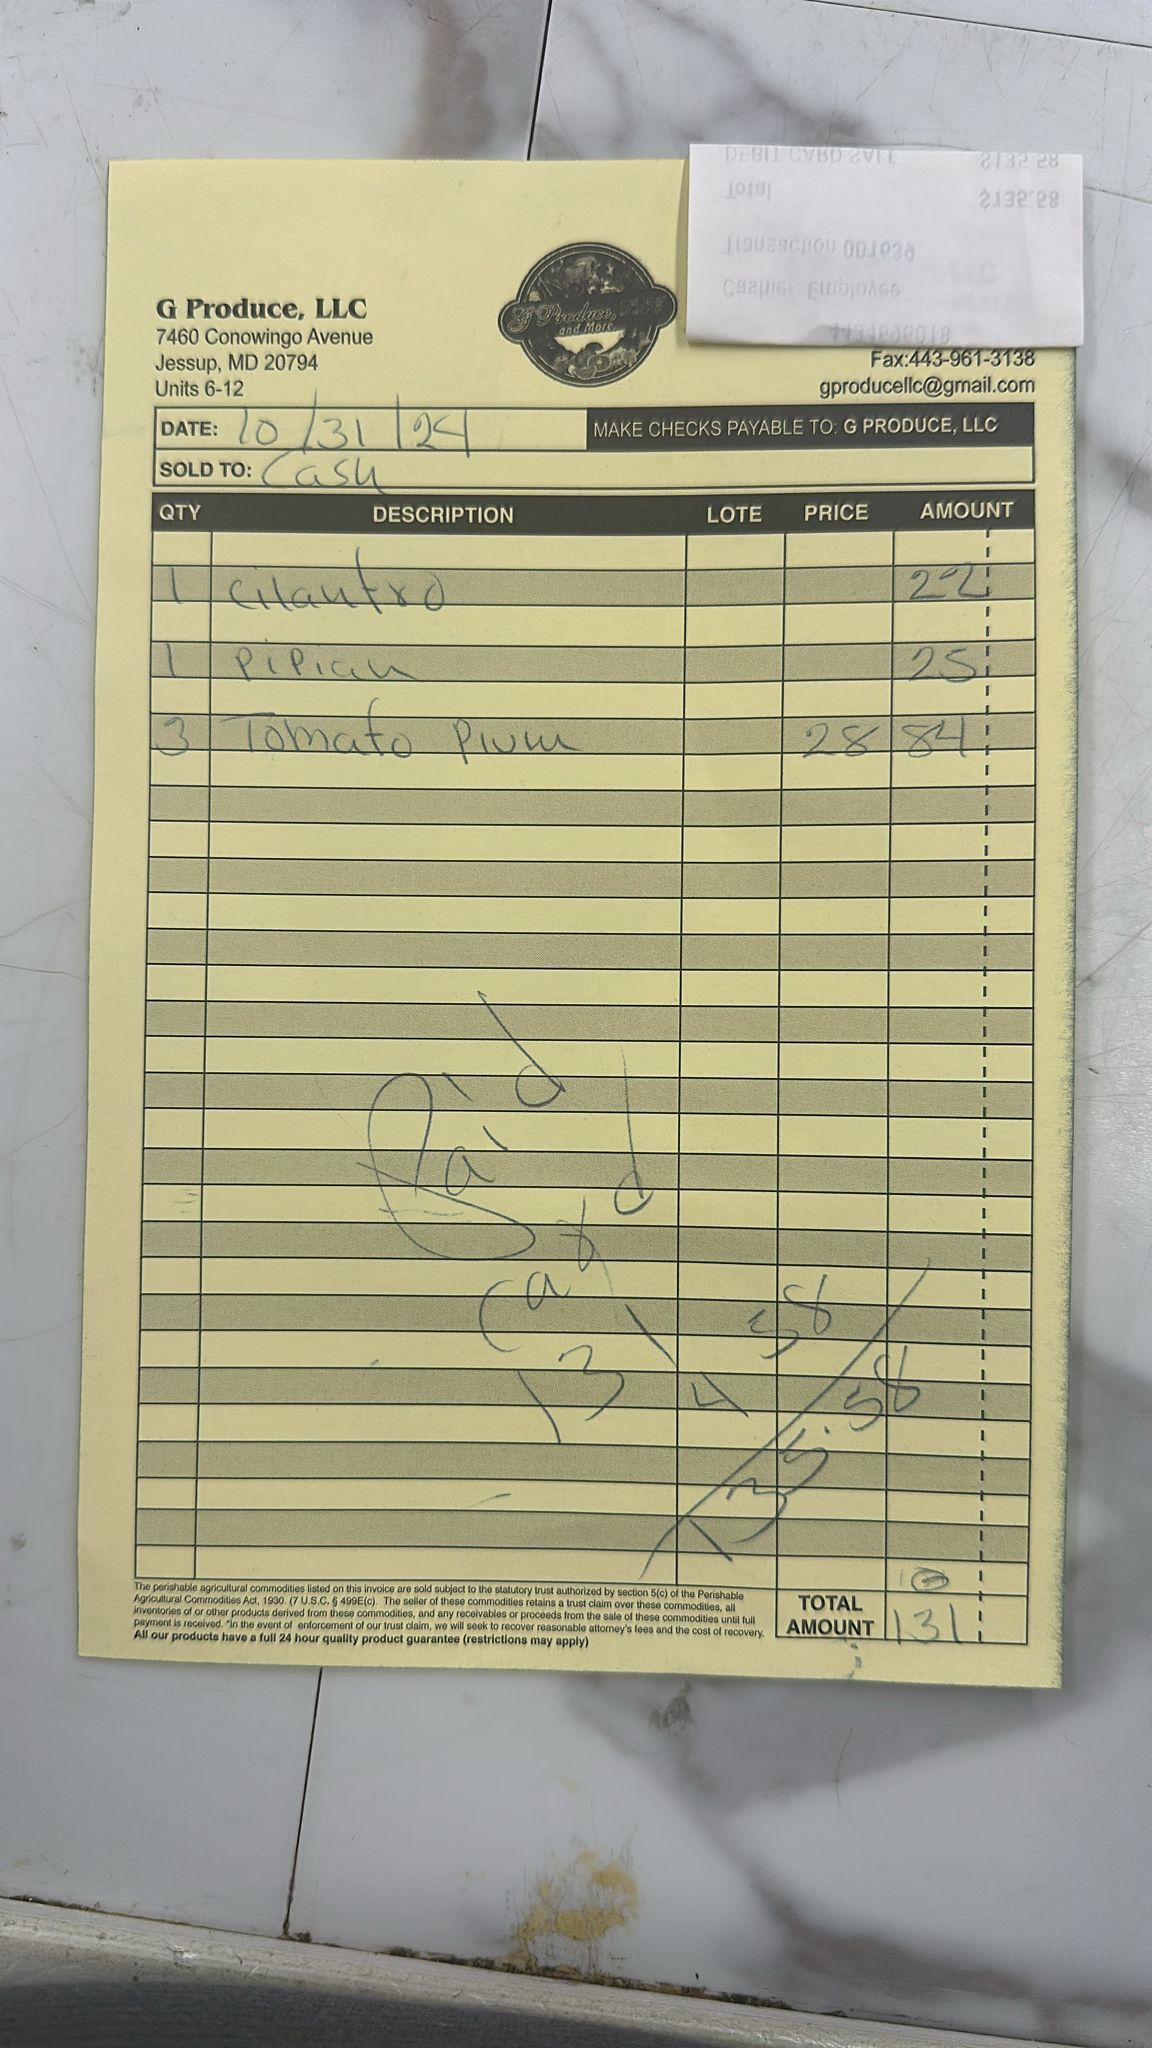 DEBIT CARD SALE $135.58
Total $135.58
Transaction 001639
Cashier Employee
G Produce, LLC
7460 Conowingo Avenue
Jessup, MD 20794
Units 6-12
G Produce, LLC
and More
Fax:443-961-3138
gproducellc@gmail.com
DATE: 10/31/24 MAKE CHECKS PAYABLE TO: G PRODUCE, LLC
SOLD TO: Cash
QTY DESCRIPTION LOTE PRICE AMOUNT
1 cilantro 22
1 Pipian 25
3 Tomato Plum 28 84
Paid
Card
135.58
The perishable agricultural commodities listed on this invoice are sold subject to the statutory trust authorized by section 5(c) of the Perishable
Agricultural Commodities Act, 1930. (7 U.S.C. § 499E(c). The seller of these commodities retains a trust claim over these commodities, all
inventories of or other products derived from these commodities, and any receivables or proceeds from the sale of these commodities until full
payment is received. "In the event of enforcement of our trust claim, we will seek to recover reasonable attorney's fees and the cost of recovery.
All our products have a full 24 hour quality product guarantee (restrictions may apply)
TOTAL AMOUNT 131